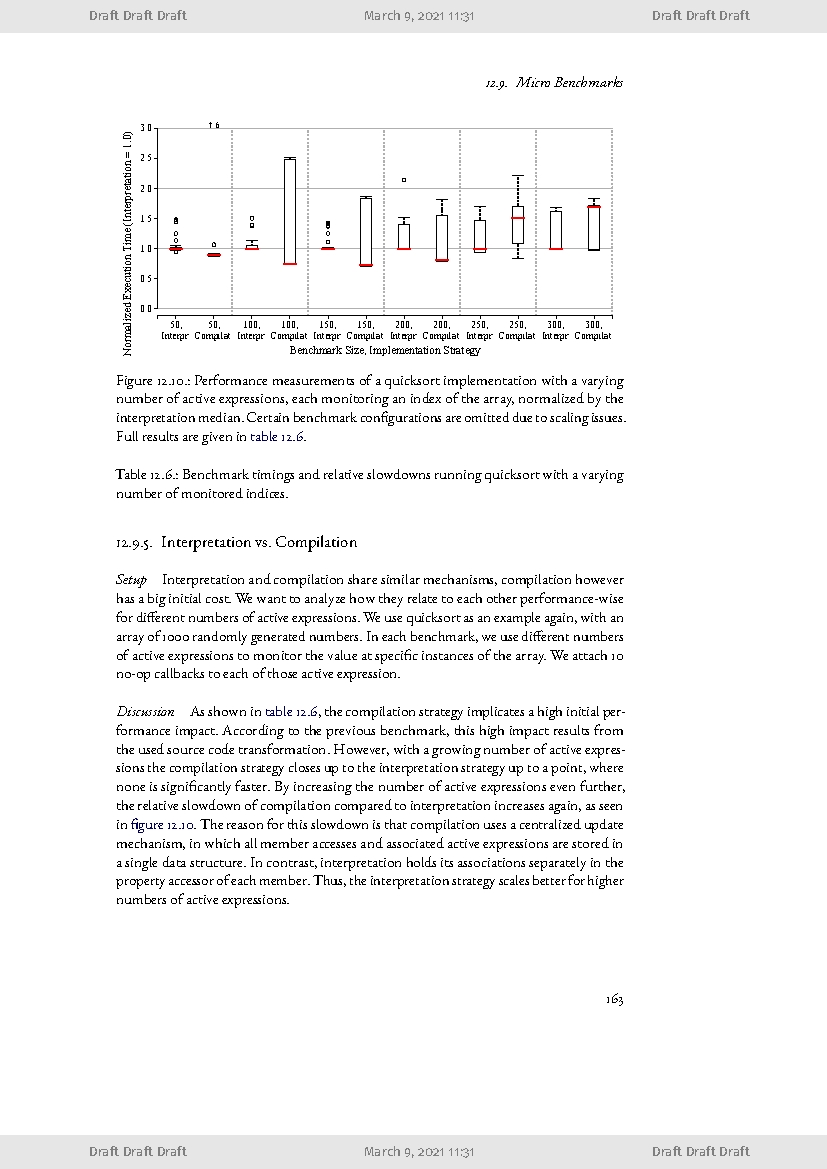 Draft Draft Draft March 9, 2021 11:31 Draft Draft Draft
12.9. Micro Benchmarks
↑ 6
3.0
2.5
2.0
1.5
1.0
0.5
0.0
Normalized Execution Time (Interpretation = 1.0)
50, 50, 100, 100, 150, 150, 200, 200, 250, 250, 300, 300,
Interpr Compilat Interpr Compilat Interpr Compilat Interpr Compilat Interpr Compilat Interpr Compilat
Benchmark Size, Implementation Strategy
Figure 12.10.: Performance measurements of a quicksort implementation with a varying
number of active expressions, each monitoring an index of the array, normalized by the
interpretation median. Certain benchmark configurations are omitted due to scaling issues.
Full results are given in table 12.6.
Table 12.6.: Benchmark timings and relative slowdowns running quicksort with a varying
number of monitored indices.
12.9.5. Interpretation vs. Compilation
Setup Interpretation and compilation share similar mechanisms, compilation however
has a big initial cost. We want to analyze how they relate to each other performance-wise
for different numbers of active expressions. We use quicksort as an example again, with an
array of 1000 randomly generated numbers. In each benchmark, we use different numbers
of active expressions to monitor the value at specific instances of the array. We attach 10
no-op callbacks to each of those active expression.
Discussion As shown in table 12.6, the compilation strategy implicates a high initial per-
formance impact. According to the previous benchmark, this high impact results from
the used source code transformation. However, with a growing number of active expres-
sions the compilation strategy closes up to the interpretation strategy up to a point, where
none is significantly faster. By increasing the number of active expressions even further,
the relative slowdown of compilation compared to interpretation increases again, as seen
in figure 12.10. The reason for this slowdown is that compilation uses a centralized update
mechanism, in which all member accesses and associated active expressions are stored in
a single data structure. In contrast, interpretation holds its associations separately in the
property accessor of each member. Thus, the interpretation strategy scales better for higher
numbers of active expressions.
163
Draft Draft Draft March 9, 2021 11:31 Draft Draft Draft